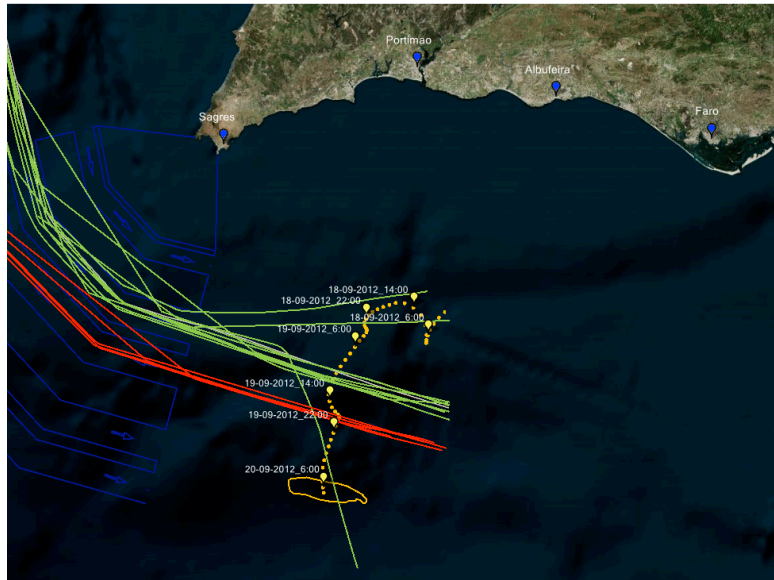 Portimao
Albufeira
Faro
Sagres
18-09-2012_14:00
18-09-2012_22:00
18-09-2012_6:00
19-09-2012_6:00
19-09-2012_14:00
19-09-2012_22:00
20-09-2012_6:00